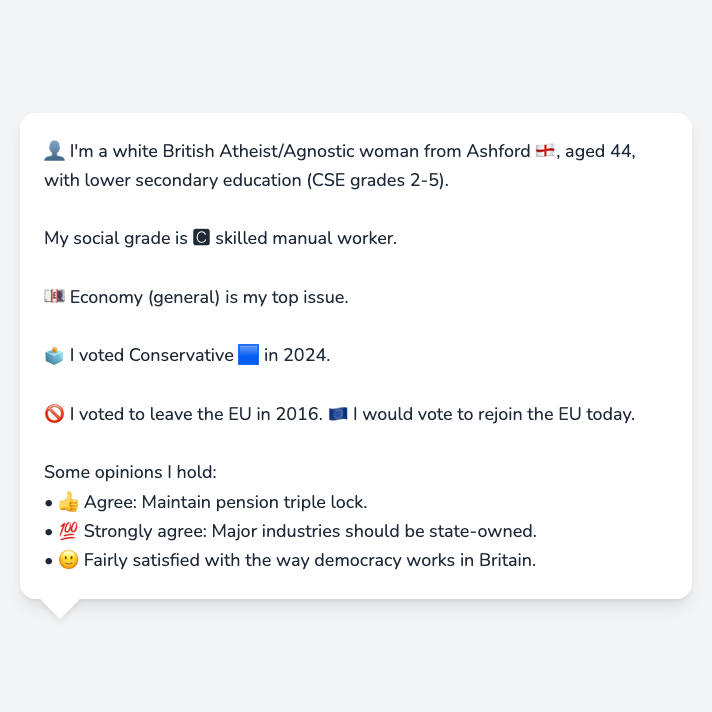 👤 I'm a white British Atheist/Agnostic woman from Ashford 🏴󠁧󠁢󠁥󠁮󠁧󠁿, aged 44,
with lower secondary education (CSE grades 2-5).
My social grade is 🅲 skilled manual worker.
💷 Economy (general) is my top issue.
🗳️ I voted Conservative 🟦 in 2024.
🚫 I voted to leave the EU in 2016. 🇪🇺 I would vote to rejoin the EU today.
Some opinions I hold:
• 👍 Agree: Maintain pension triple lock.
• 💯 Strongly agree: Major industries should be state-owned.
• 🙂 Fairly satisfied with the way democracy works in Britain.